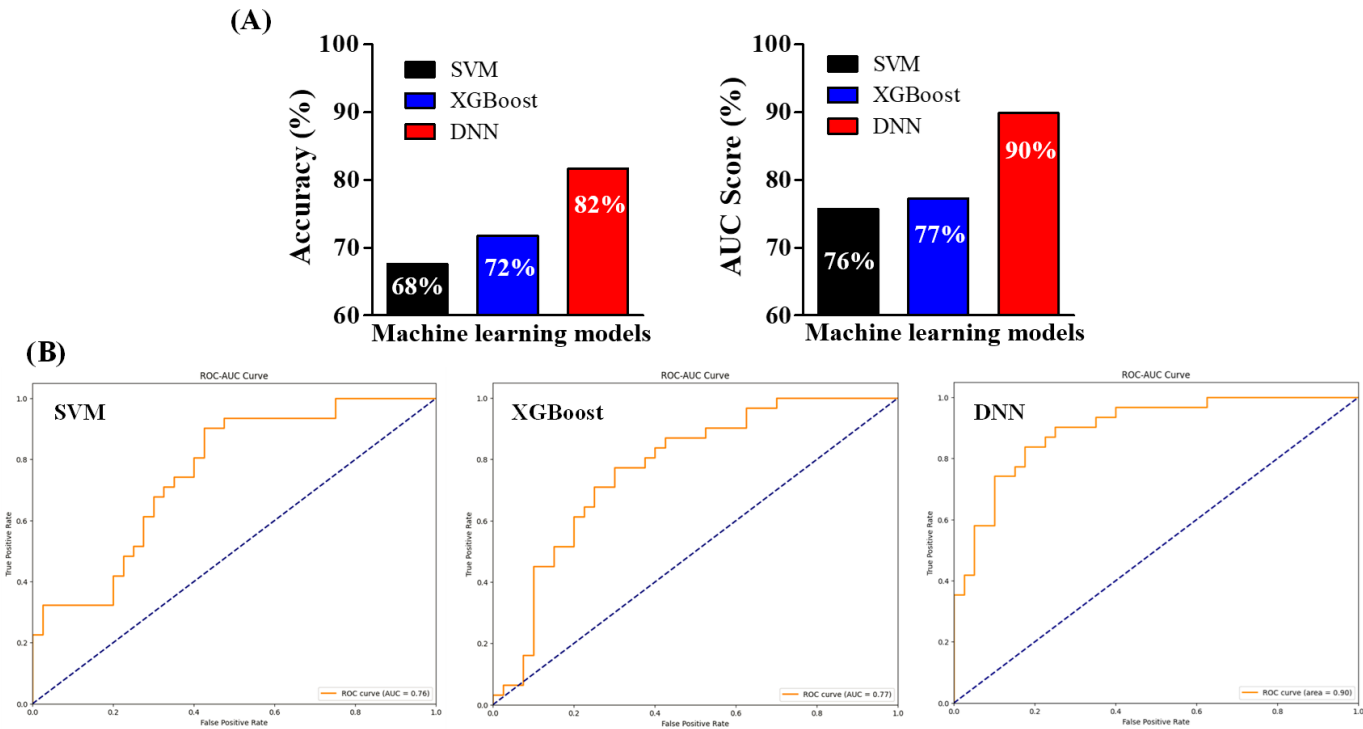 (A)
100
90
80
70
60
Accuracy (%)
SVM
XGBoost
DNN
68%
72%
82%
Machine learning models
100
90
80
70
60
AUC Score (%)
SVM
XGBoost
DNN
76%
77%
90%
Machine learning models
(B)
ROC-AUC Curve
SVM
1.0
0.8
0.6
0.4
0.2
0.0
True Positive Rate
ROC curve (AUC = 0.76)
0.0 0.2 0.4 0.6 0.8 1.0
False Positive Rate
ROC-AUC Curve
XGBoost
1.0
0.8
0.6
0.4
0.2
0.0
True Positive Rate
ROC curve (AUC = 0.77)
0.0 0.2 0.4 0.6 0.8 1.0
False Positive Rate
ROC-AUC Curve
DNN
1.0
0.8
0.6
0.4
0.2
0.0
True Positive Rate
ROC curve (area = 0.90)
0.0 0.2 0.4 0.6 0.8 1.0
False Positive Rate